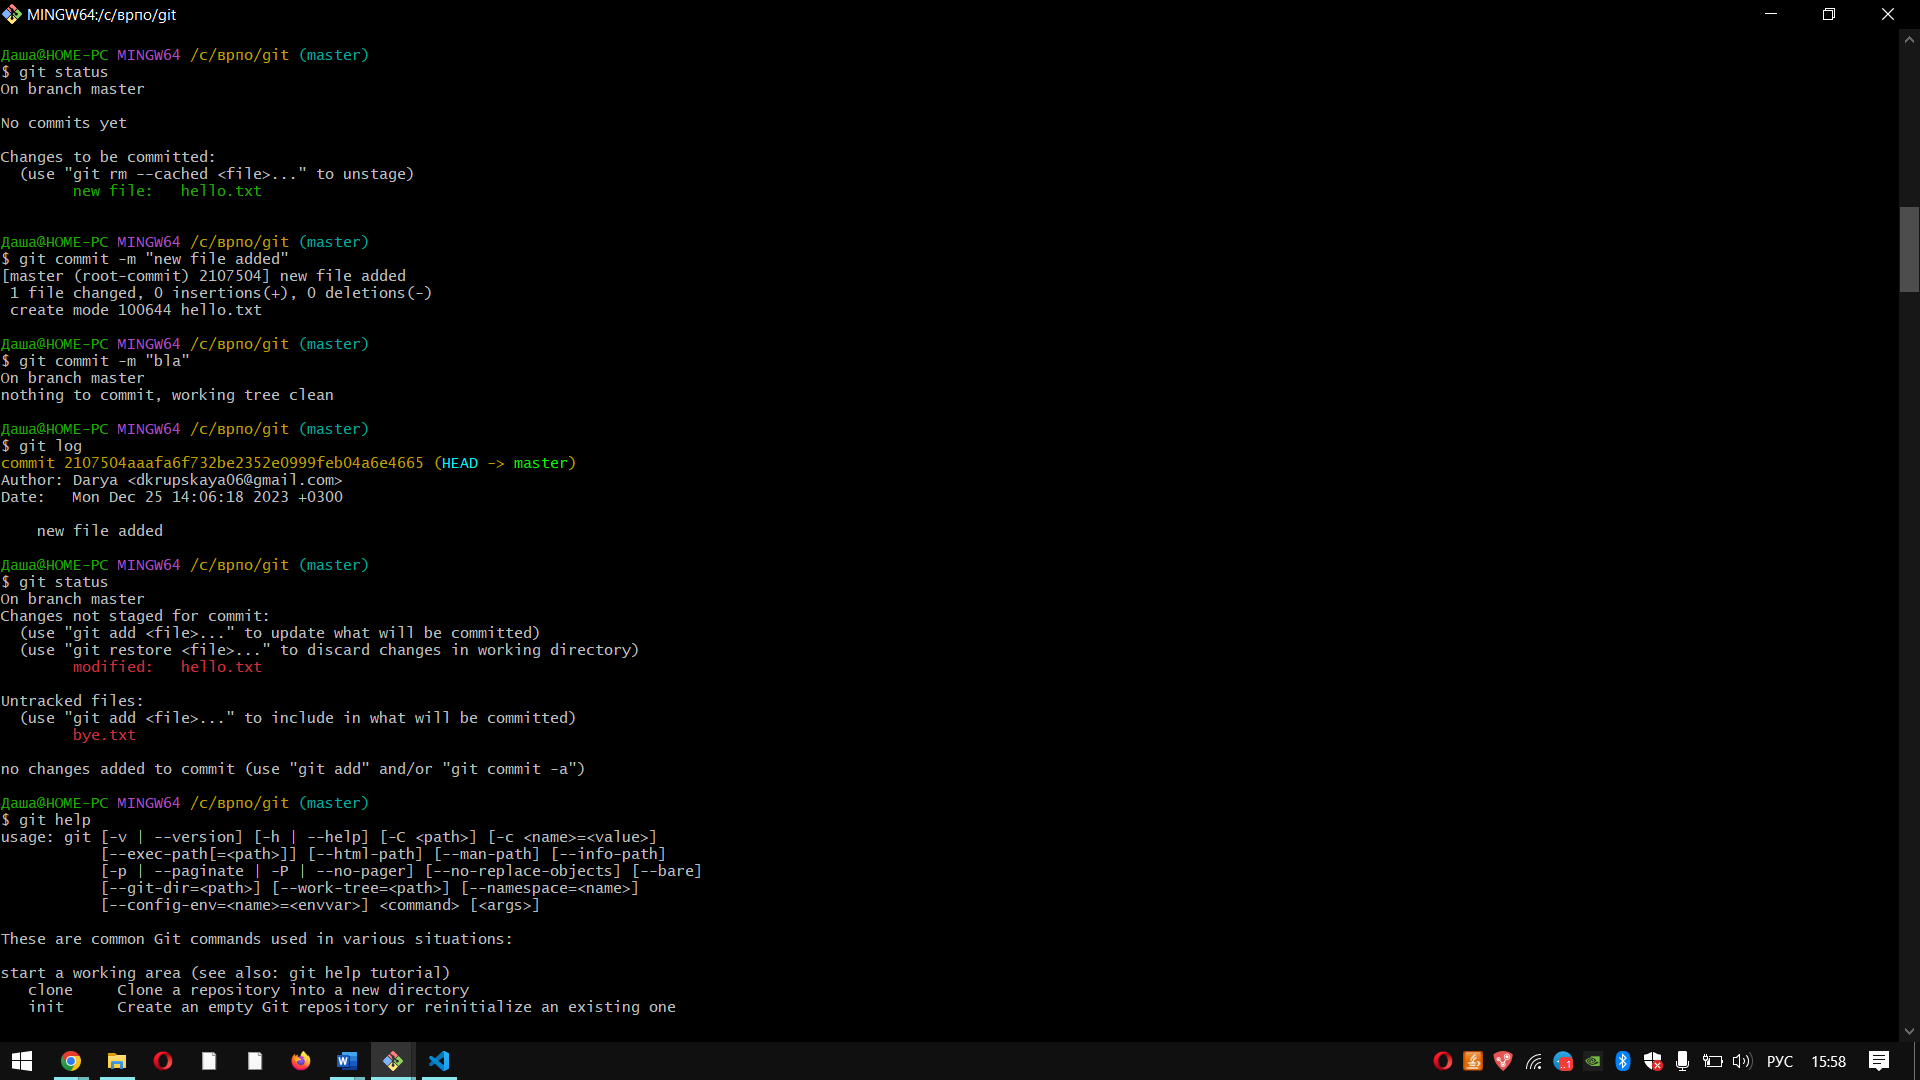 MINGW64:/c/врпо/git
Даша@HOME-PC MINGW64 /c/врпо/git (master)
$ git status
On branch master
No commits yet
Changes to be committed:
  (use "git rm --cached <file>..." to unstage)
        new file:   hello.txt
Даша@HOME-PC MINGW64 /c/врпо/git (master)
$ git commit -m "new file added"
[master (root-commit) 2107504] new file added
 1 file changed, 0 insertions(+), 0 deletions(-)
 create mode 100644 hello.txt
Даша@HOME-PC MINGW64 /c/врпо/git (master)
$ git commit -m "bla"
On branch master
nothing to commit, working tree clean
Даша@HOME-PC MINGW64 /c/врпо/git (master)
$ git log
commit 2107504aaafa6f732be2352e0999feb04a6e4665 (HEAD -> master)
Author: Darya <dkrupskaya06@gmail.com>
Date:   Mon Dec 25 14:06:18 2023 +0300
    new file added
Даша@HOME-PC MINGW64 /c/врпо/git (master)
$ git status
On branch master
Changes not staged for commit:
  (use "git add <file>..." to update what will be committed)
  (use "git restore <file>..." to discard changes in working directory)
        modified:   hello.txt
Untracked files:
  (use "git add <file>..." to include in what will be committed)
        bye.txt
no changes added to commit (use "git add" and/or "git commit -a")
Даша@HOME-PC MINGW64 /c/врпо/git (master)
$ git help
usage: git [-v | --version] [-h | --help] [-C <path>] [-c <name>=<value>]
           [--exec-path[=<path>]] [--html-path] [--man-path] [--info-path]
           [-p | --paginate | -P | --no-pager] [--no-replace-objects] [--bare]
           [--git-dir=<path>] [--work-tree=<path>] [--namespace=<name>]
           [--config-env=<name>=<envvar>] <command> [<args>]
These are common Git commands used in various situations:
start a working area (see also: git help tutorial)
   clone     Clone a repository into a new directory
   init      Create an empty Git repository or reinitialize an existing one
РУС 15:58